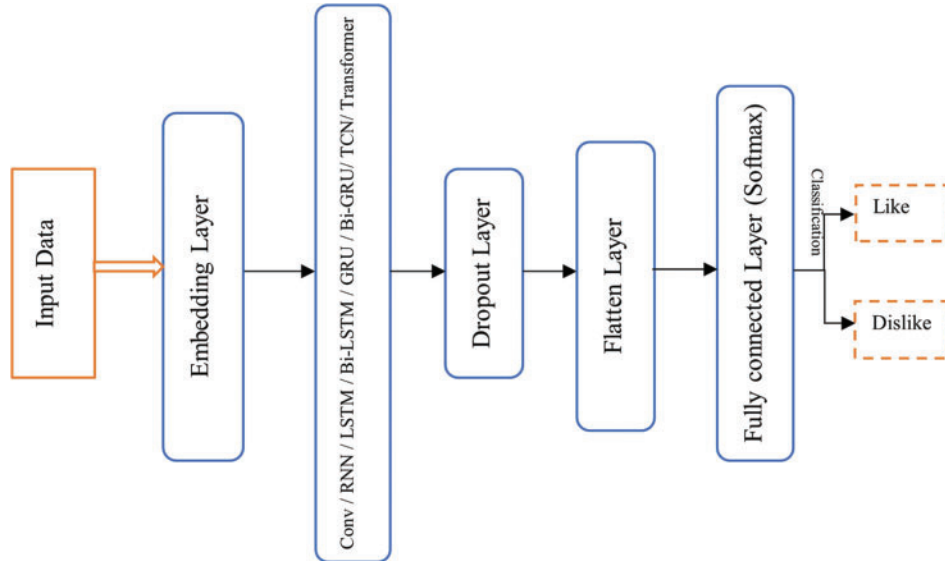 Input Data
Embedding Layer
Conv / RNN / LSTM / Bi-LSTM / GRU / Bi-GRU/ TCN/ Transformer
Dropout Layer
Flatten Layer
Fully connected Layer (Softmax)
Classification
Like
Dislike